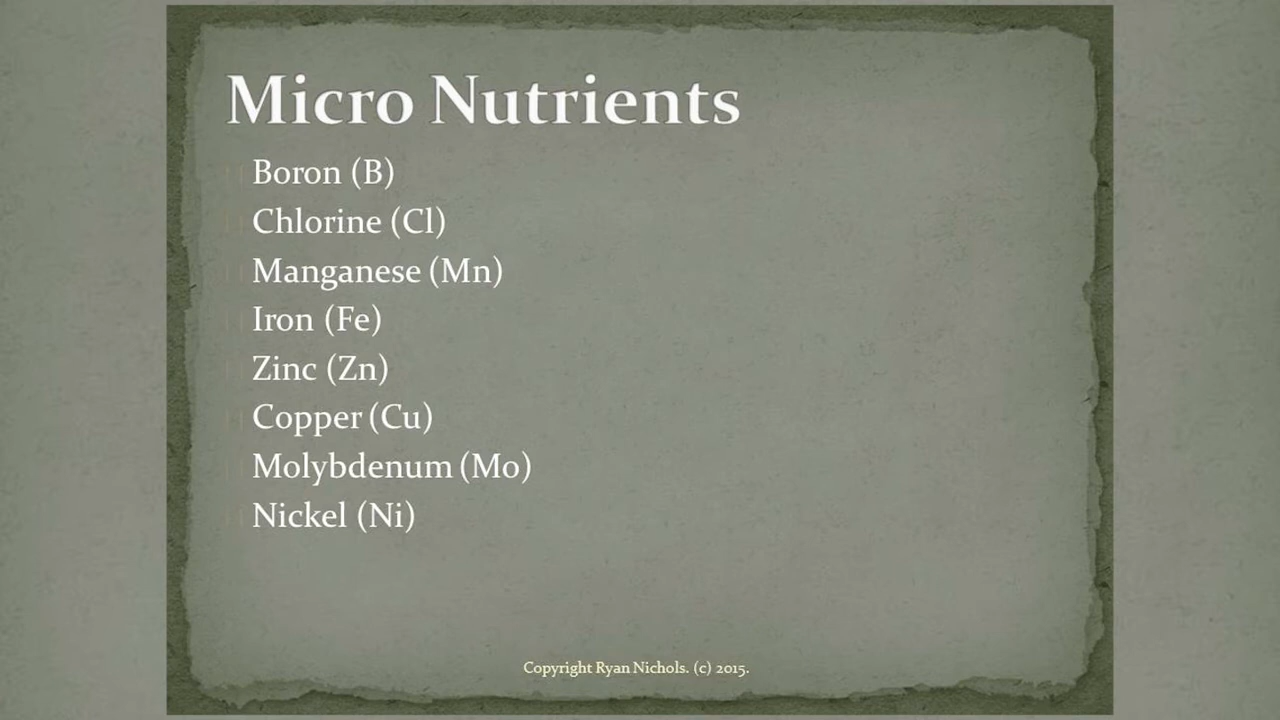 Micro Nutrients
Boron (B)
Chlorine (Cl)
Manganese (Mn)
Iron (Fe)
Zinc (Zn)
Copper (Cu)
Molybdenum (Mo)
Nickel (Ni)
Copyright Ryan Nichols. (c) 2015.